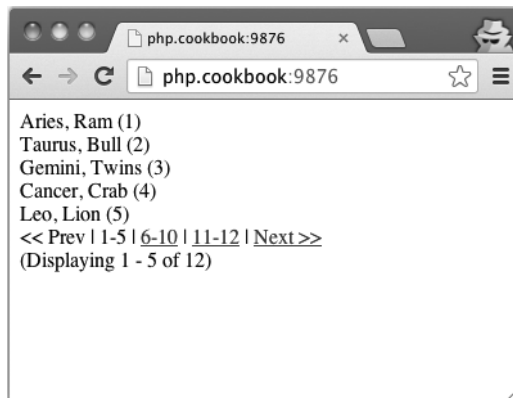 php.cookbook:9876
php.cookbook:9876
Aries, Ram (1)
Taurus, Bull (2)
Gemini, Twins (3)
Cancer, Crab (4)
Leo, Lion (5)
<< Prev | 1-5 | 6-10 | 11-12 | Next >>
(Displaying 1 - 5 of 12)